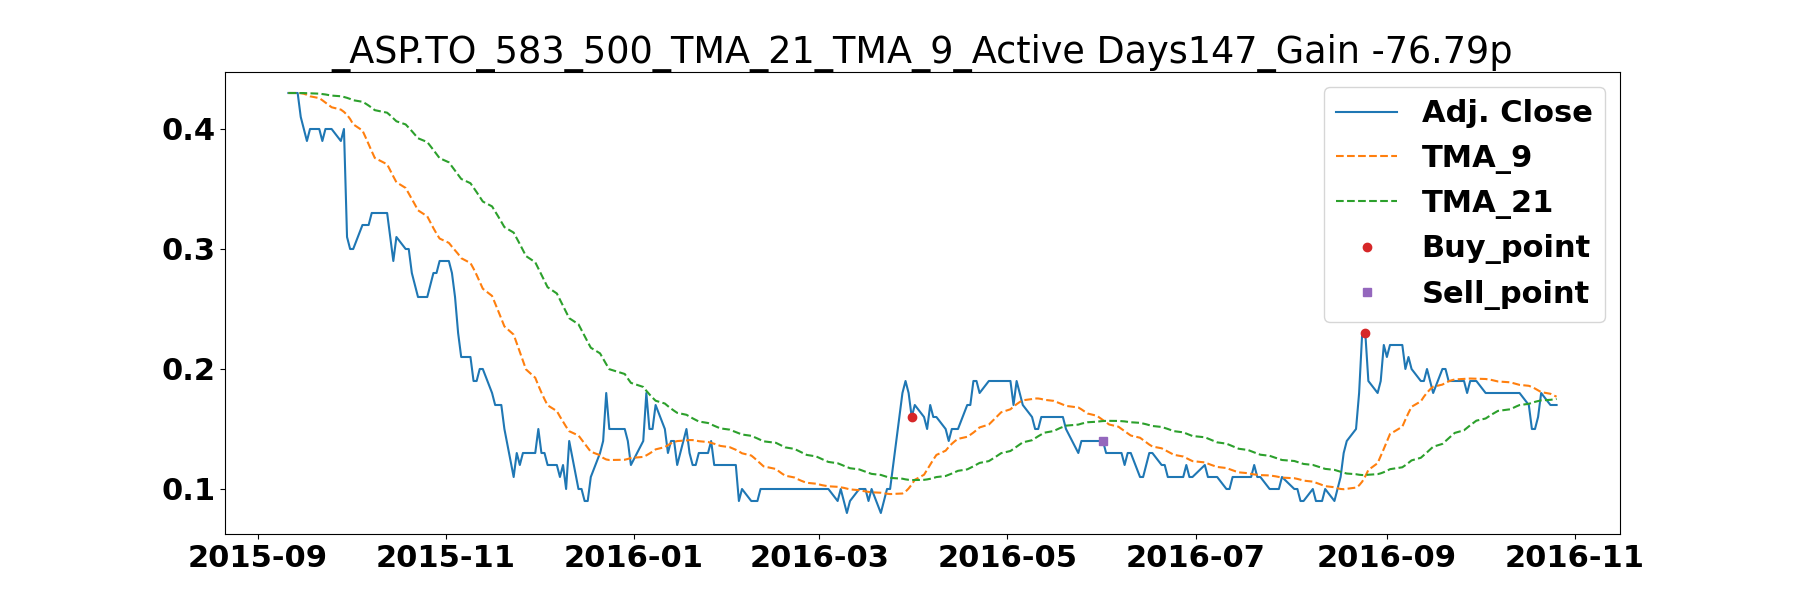 _ASP.TO_583_500_TMA_21_TMA_9_Active Days147_Gain -76.79p
Adj. Close
TMA_9
TMA_21
Buy_point
Sell_point
0.4
0.3
0.2
0.1
2015-09 2015-11 2016-01 2016-03 2016-05 2016-07 2016-09 2016-11